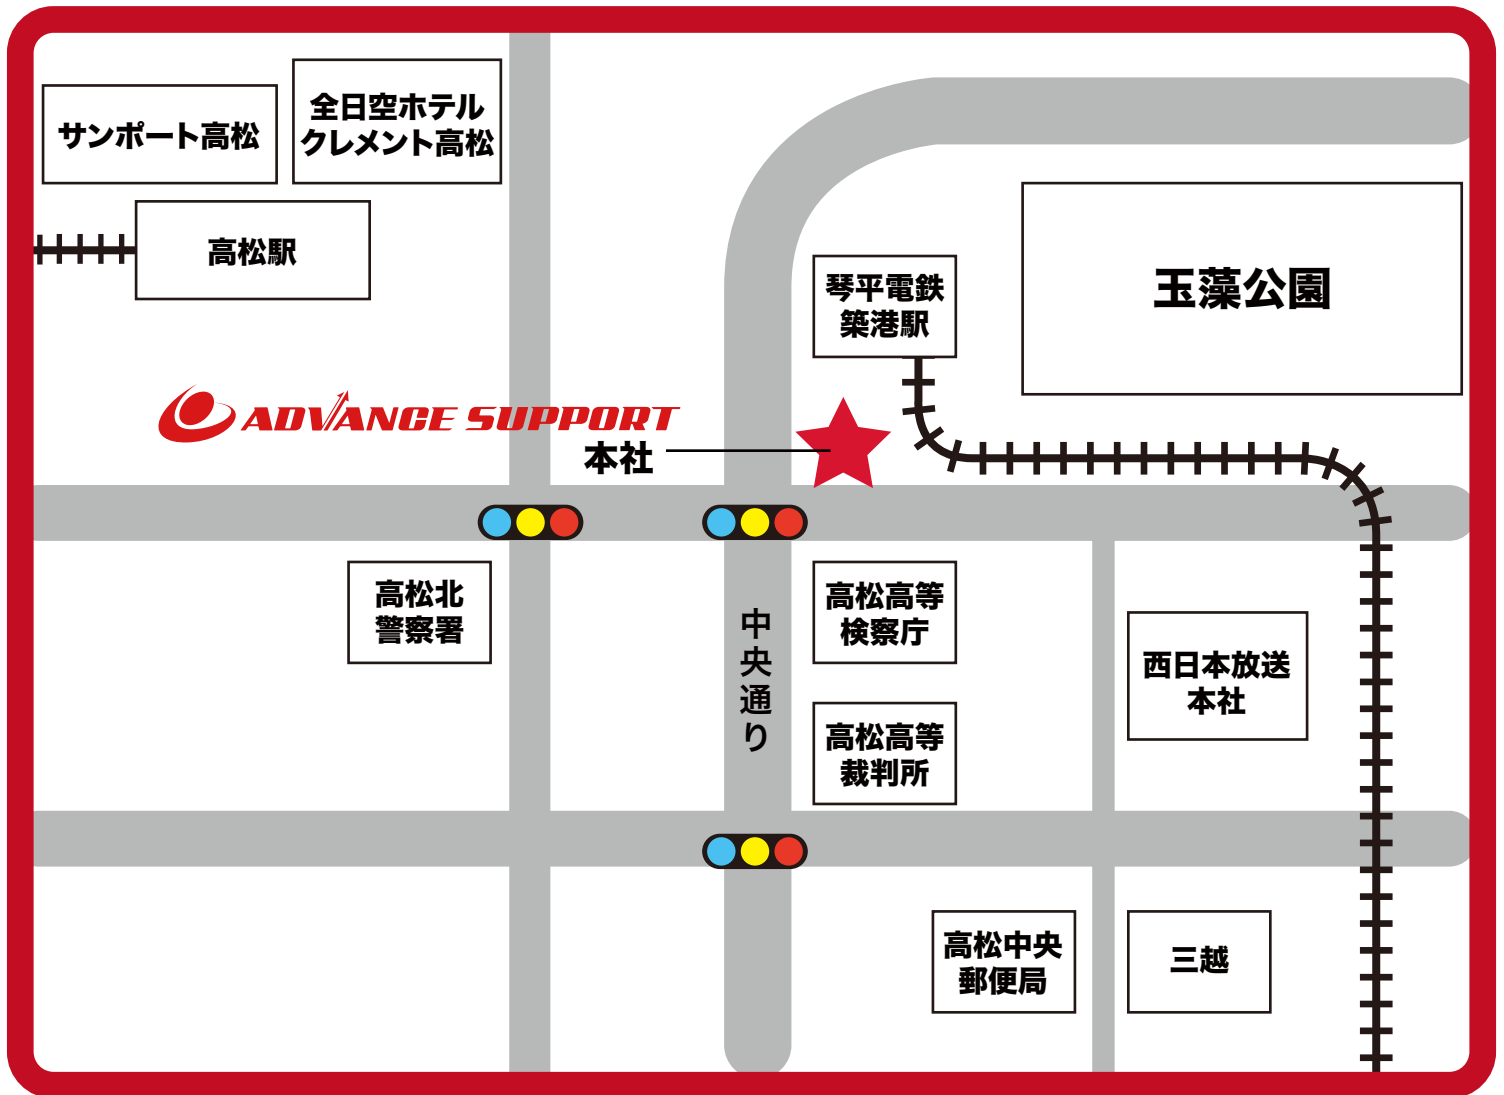 全日空ホテル
クレメント高松
サンポート高松
高松駅
琴平電鉄
築港駅
玉藻公園
ADVANCE SUPPORT
本社
高松北
警察署
中央通り
高松高等
検察庁
高松高等
裁判所
西日本放送
本社
高松中央
郵便局
三越